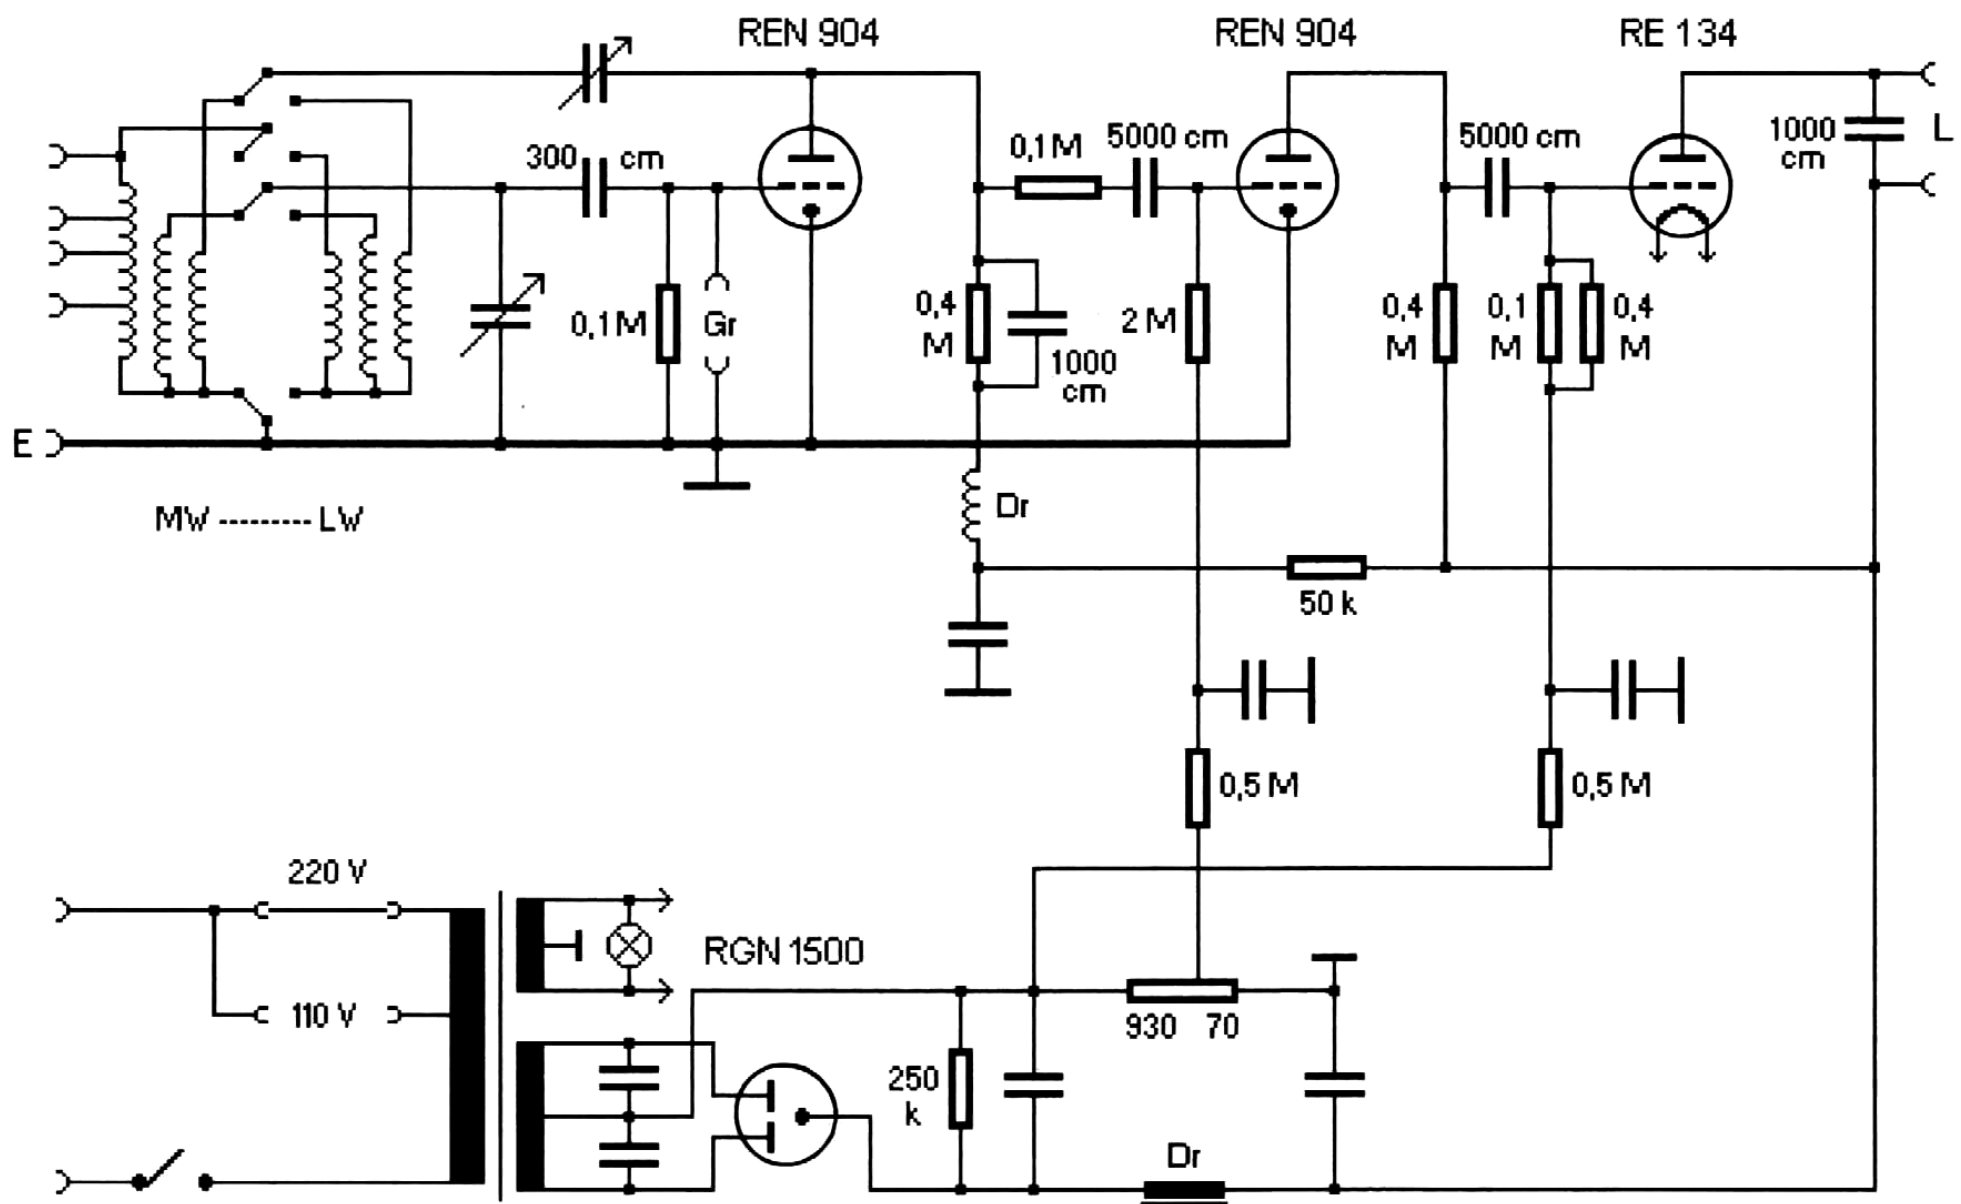 REN 904
REN 904
RE 134
300 cm
0,1 M
5000 cm
5000 cm
1000
cm
L
0,1 M
Gr
0,4
M
1000
cm
2 M
0,4
M
0,1
M
0,4
M
E
MW --------- LW
Dr
50 k
0,5 M
0,5 M
220 V
RGN 1500
110 V
930 70
250
k
Dr